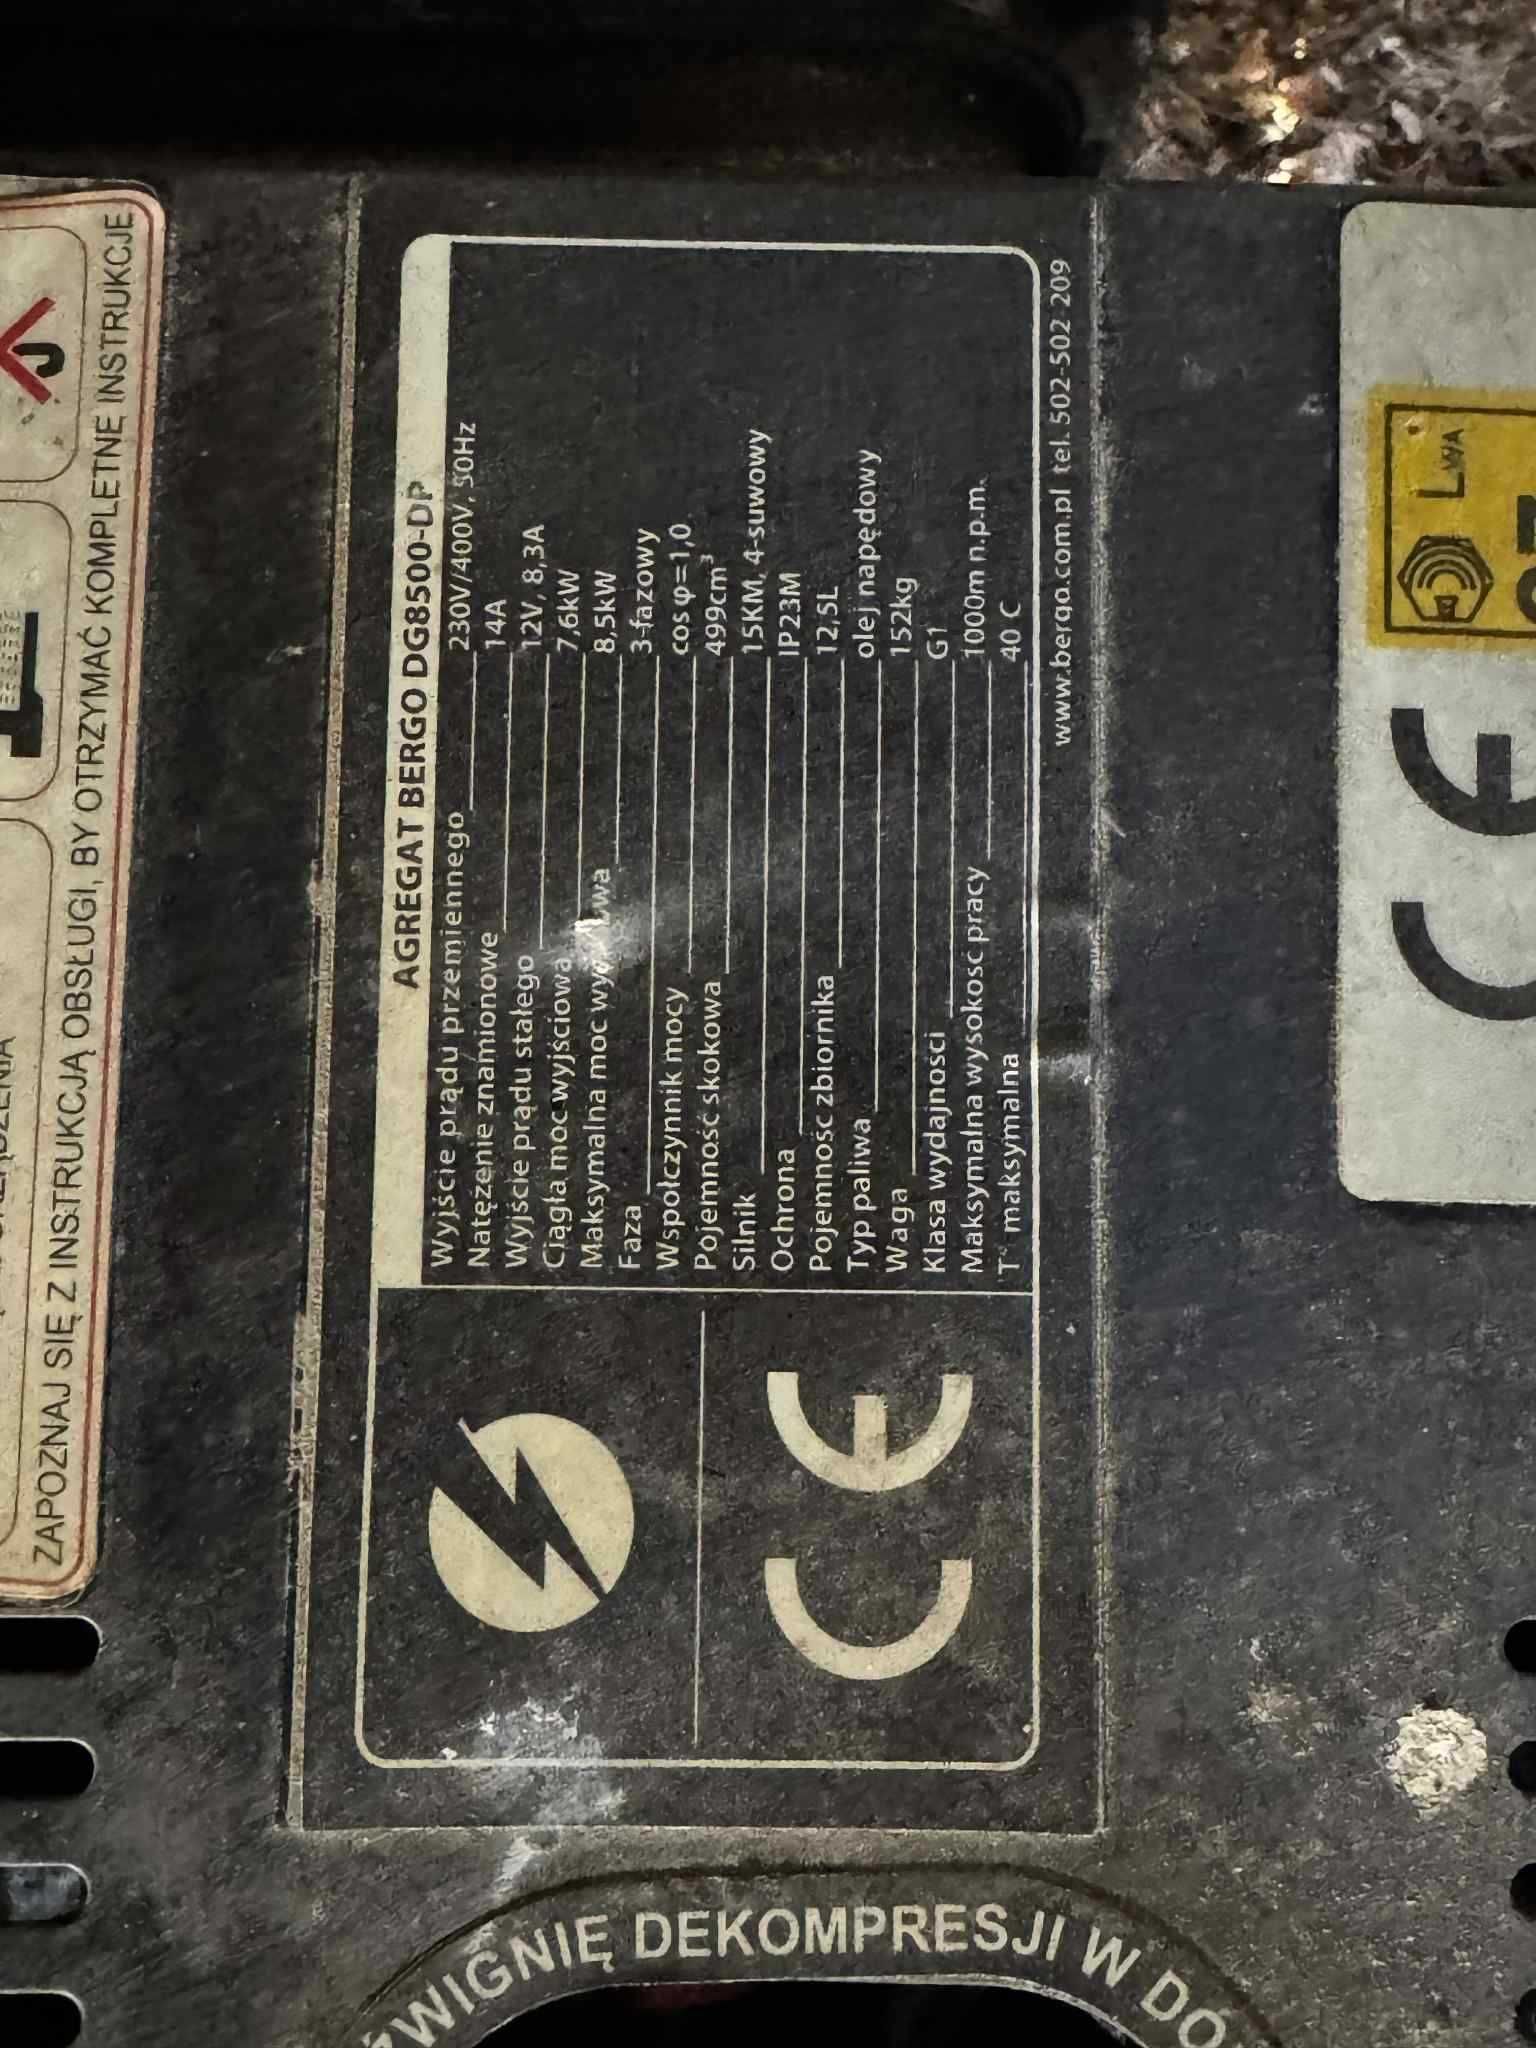 ZAPOZNAJ SIĘ Z INSTRUKCJĄ OBSŁUGI, BY OTRZYMAĆ KOMPLETNE INSTRUKCJE
AGREGAT BERGO DG8500-DP
Wyjście prądu przemiennego 230V/400V, 50Hz
Natężenie znamionowe 14A
Wyjście prądu stałego 12V, 8,3A
Ciągła moc wyjściowa 7,6kW
Maksymalna moc 8,5kW
Faza 3-fazowy
Współczynnik mocy cos φ=1,0
Pojemność skokowa 499cm³
Silnik 15KM, 4-suwowy
Ochrona IP23M
Pojemność zbiornika 12,5L
Typ paliwa olej napędowy
Waga 152kg
Klasa wydajności G1
Maksymalna wysokość pracy 1000m n.p.m.
T° maksymalna 40 C
www.bergo.com.pl tel. 502-502 209
CE
CE
LWA
DEKOMPRESJI W